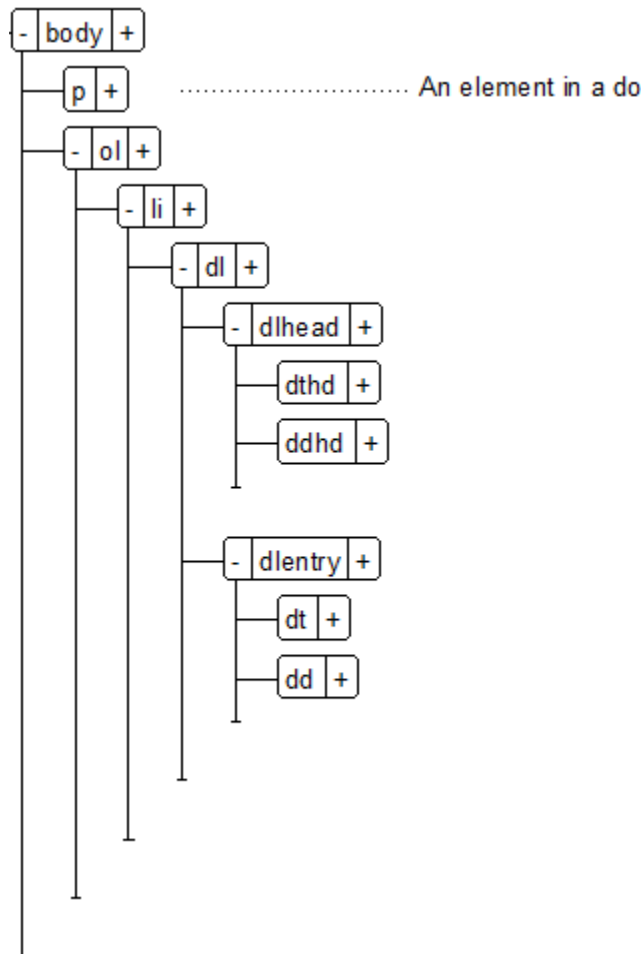 - body +
p + An element in a do
- ol +
- li +
- dl +
- dlhead +
dthd +
ddhd +
- dlentry +
dt +
dd +